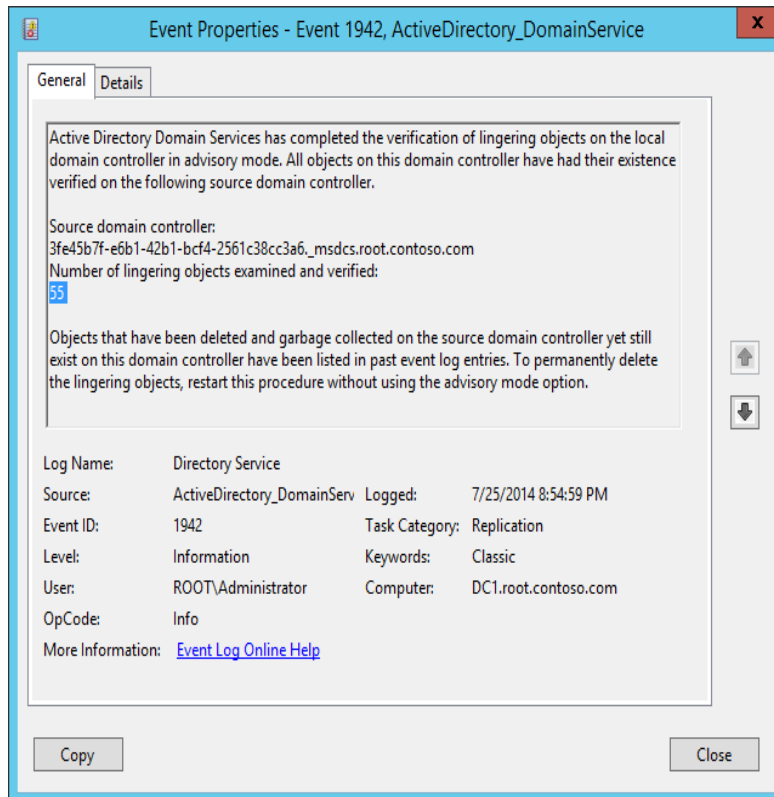 Event Properties - Event 1942, ActiveDirectory_DomainService
x
General Details
Active Directory Domain Services has completed the verification of lingering objects on the local
domain controller in advisory mode. All objects on this domain controller have had their existence
verified on the following source domain controller.
Source domain controller:
3fe45b7f-e6b1-42b1-bcf4-2561c38cc3a6._msdcs.root.contoso.com
Number of lingering objects examined and verified:
55
Objects that have been deleted and garbage collected on the source domain controller yet still
exist on this domain controller have been listed in past event log entries. To permanently delete
the lingering objects, restart this procedure without using the advisory mode option.
Log Name: Directory Service
Source: ActiveDirectory_DomainServ Logged: 7/25/2014 8:54:59 PM
Event ID: 1942 Task Category: Replication
Level: Information Keywords: Classic
User: ROOT\Administrator Computer: DC1.root.contoso.com
OpCode: Info
More Information: Event Log Online Help
Copy Close